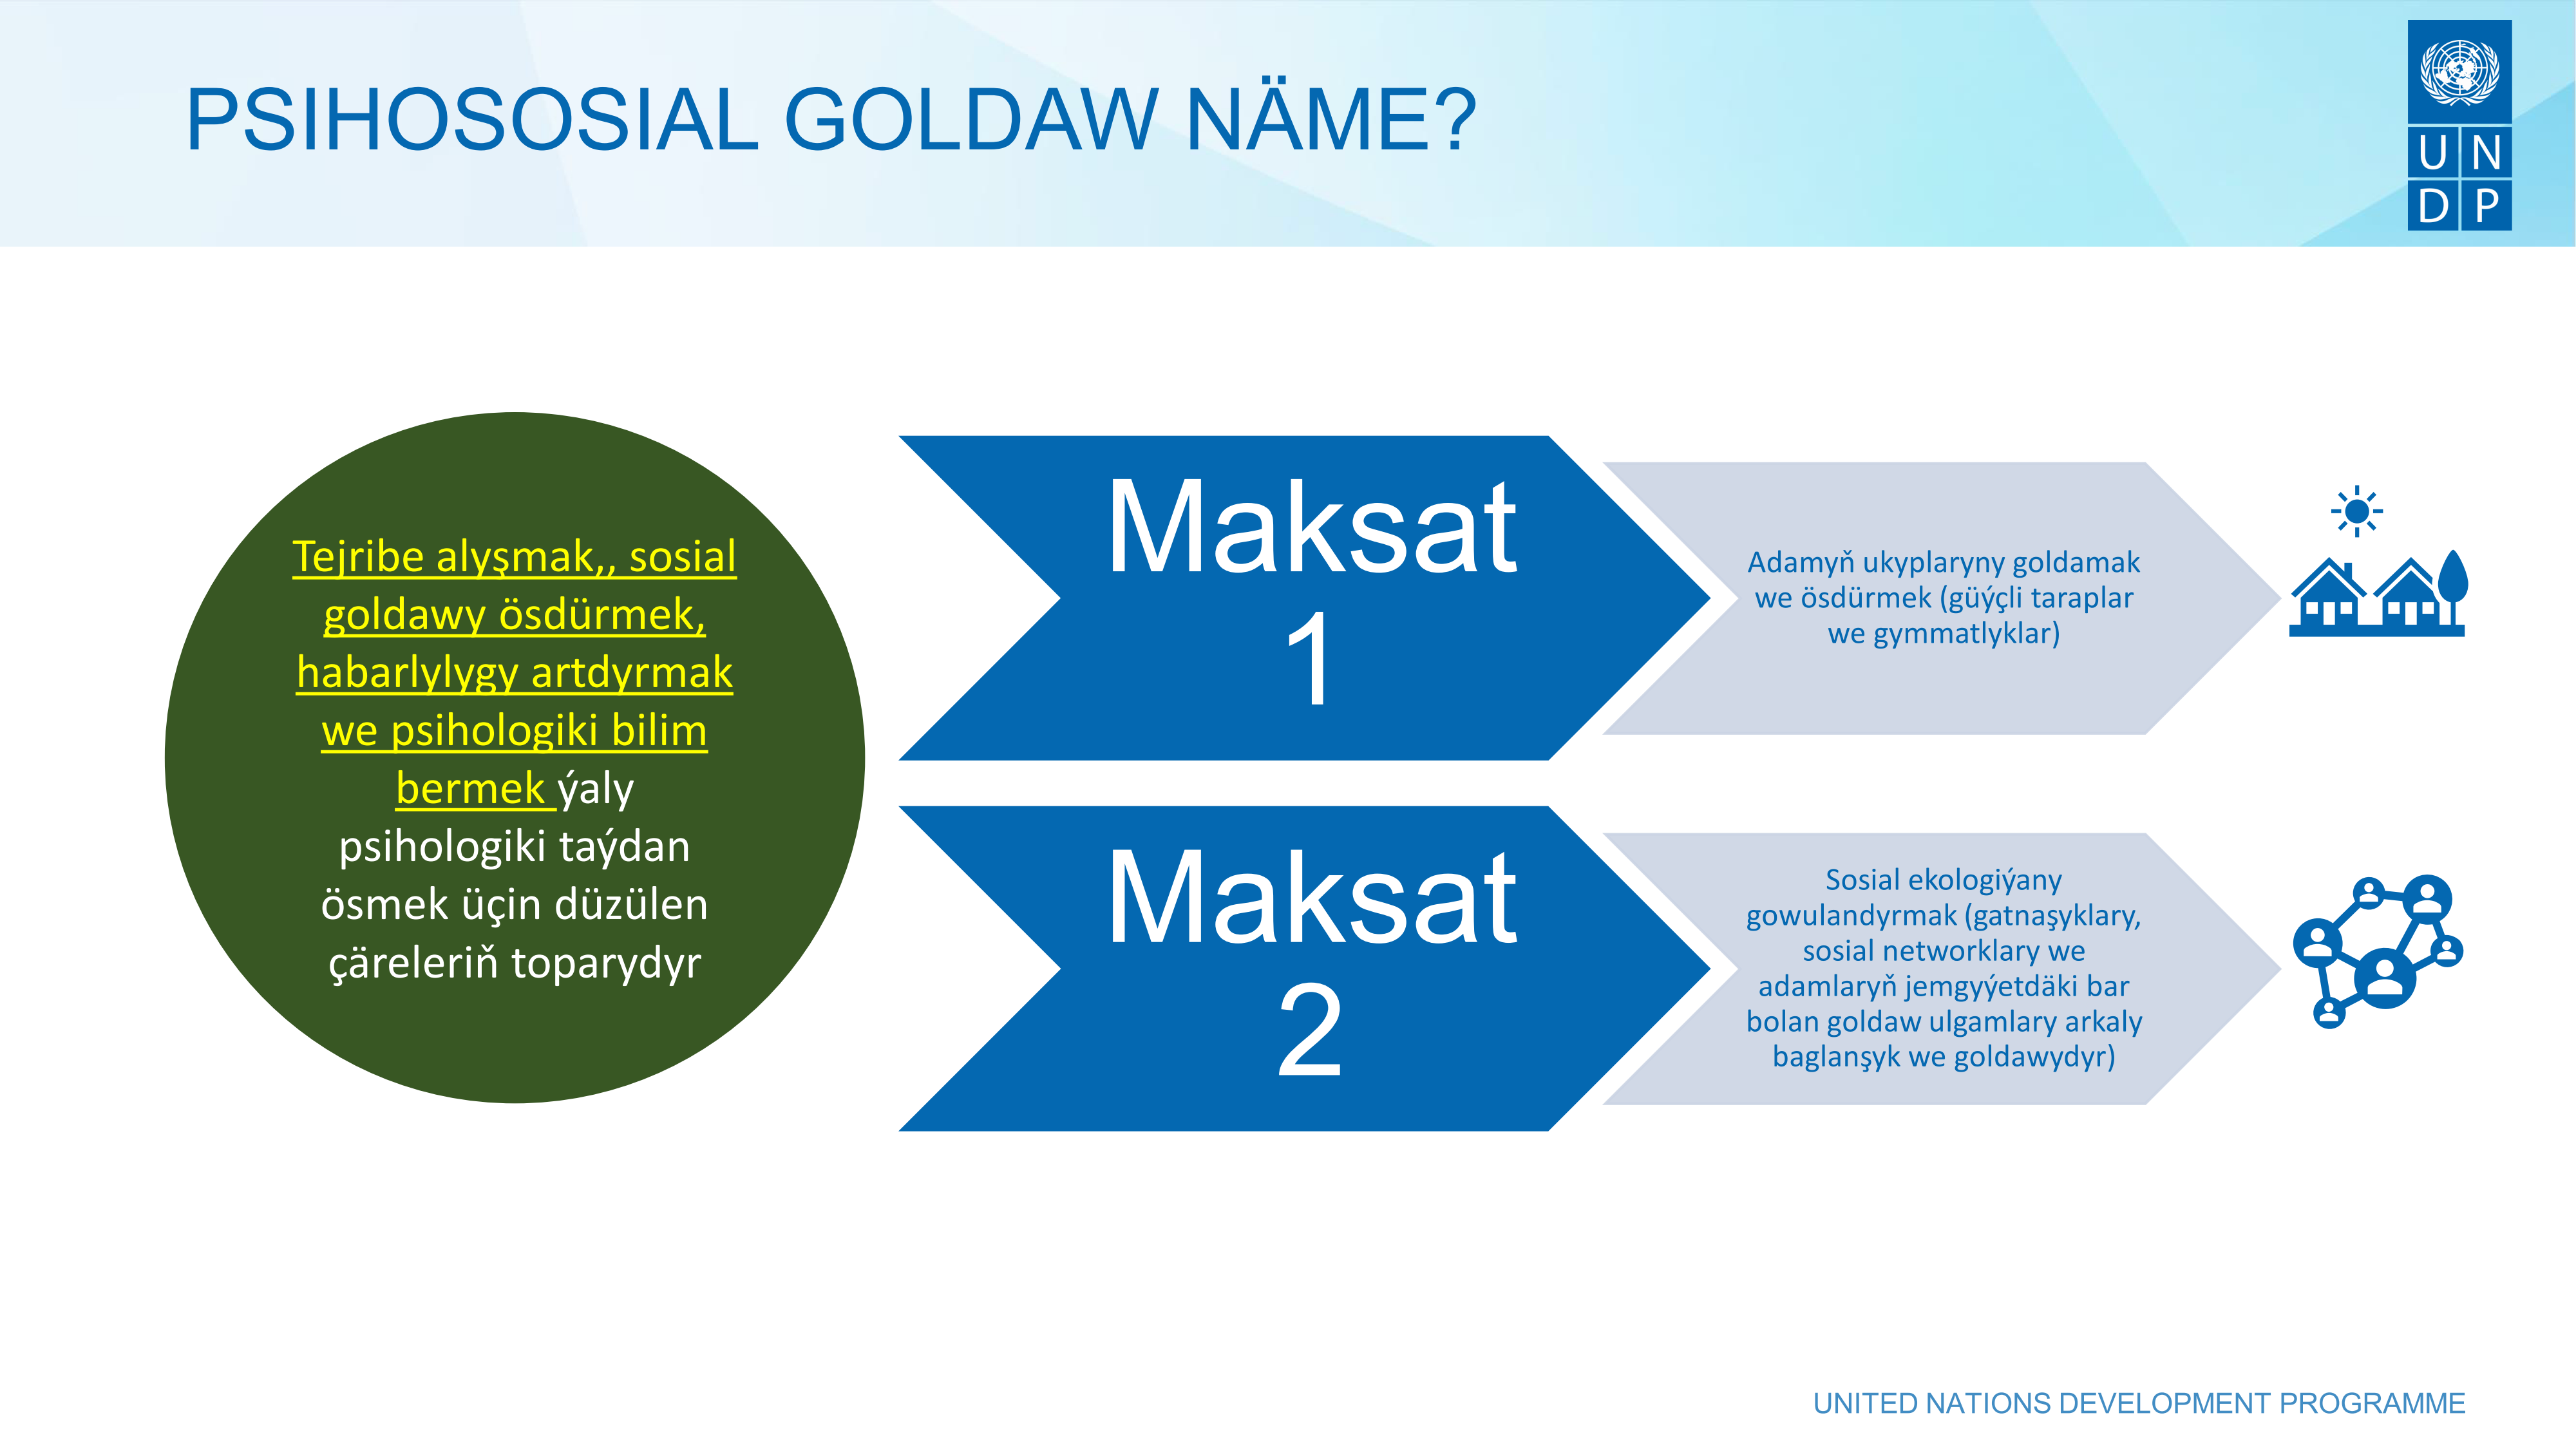 PSIHOSOSIAL GOLDAW NÄME?
U N
D P
Tejribe alyşmak,, sosial
goldawy ösdürmek,
habarlylygy artdyrmak
we psihologiki bilim
bermek ýaly
psihologiki taýdan
ösmek üçin düzülen
çäreleriň toparydyr
Maksat
1
Adamyň ukyplaryny goldamak
we ösdürmek (güýçli taraplar
we gymmatlyklar)
Maksat
2
Sosial ekologiýany
gowulandyrmak (gatnaşyklary,
sosial networklary we
adamlaryň jemgyýetdäki bar
bolan goldaw ulgamlary arkaly
baglanşyk we goldawydyr)
UNITED NATIONS DEVELOPMENT PROGRAMME